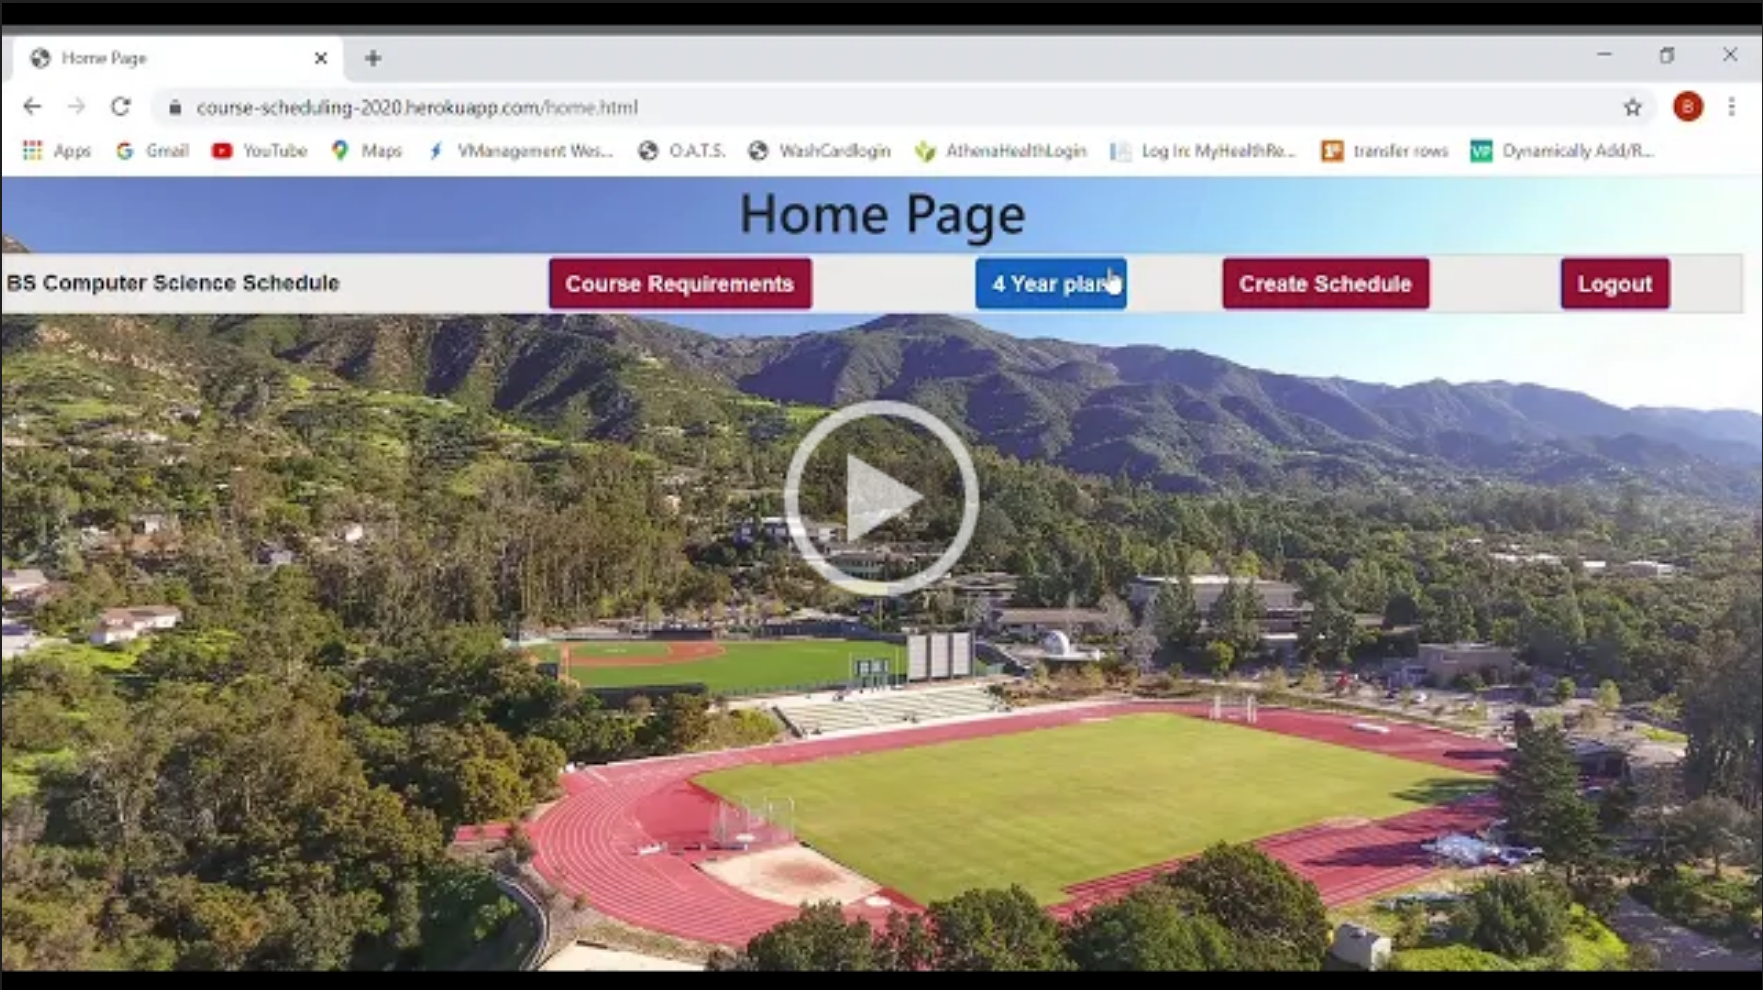 Home Page
course-scheduling-2020.herokuapp.com/home.html
B
Apps Gmail YouTube Maps VManagement Wes... O.A.T.S. WashCardlogin AthenaHealthLogin Log In: MyHealthRe... transfer rows VP Dynamically Add/R...
Home Page
BS Computer Science Schedule Course Requirements 4 Year plan Create Schedule Logout